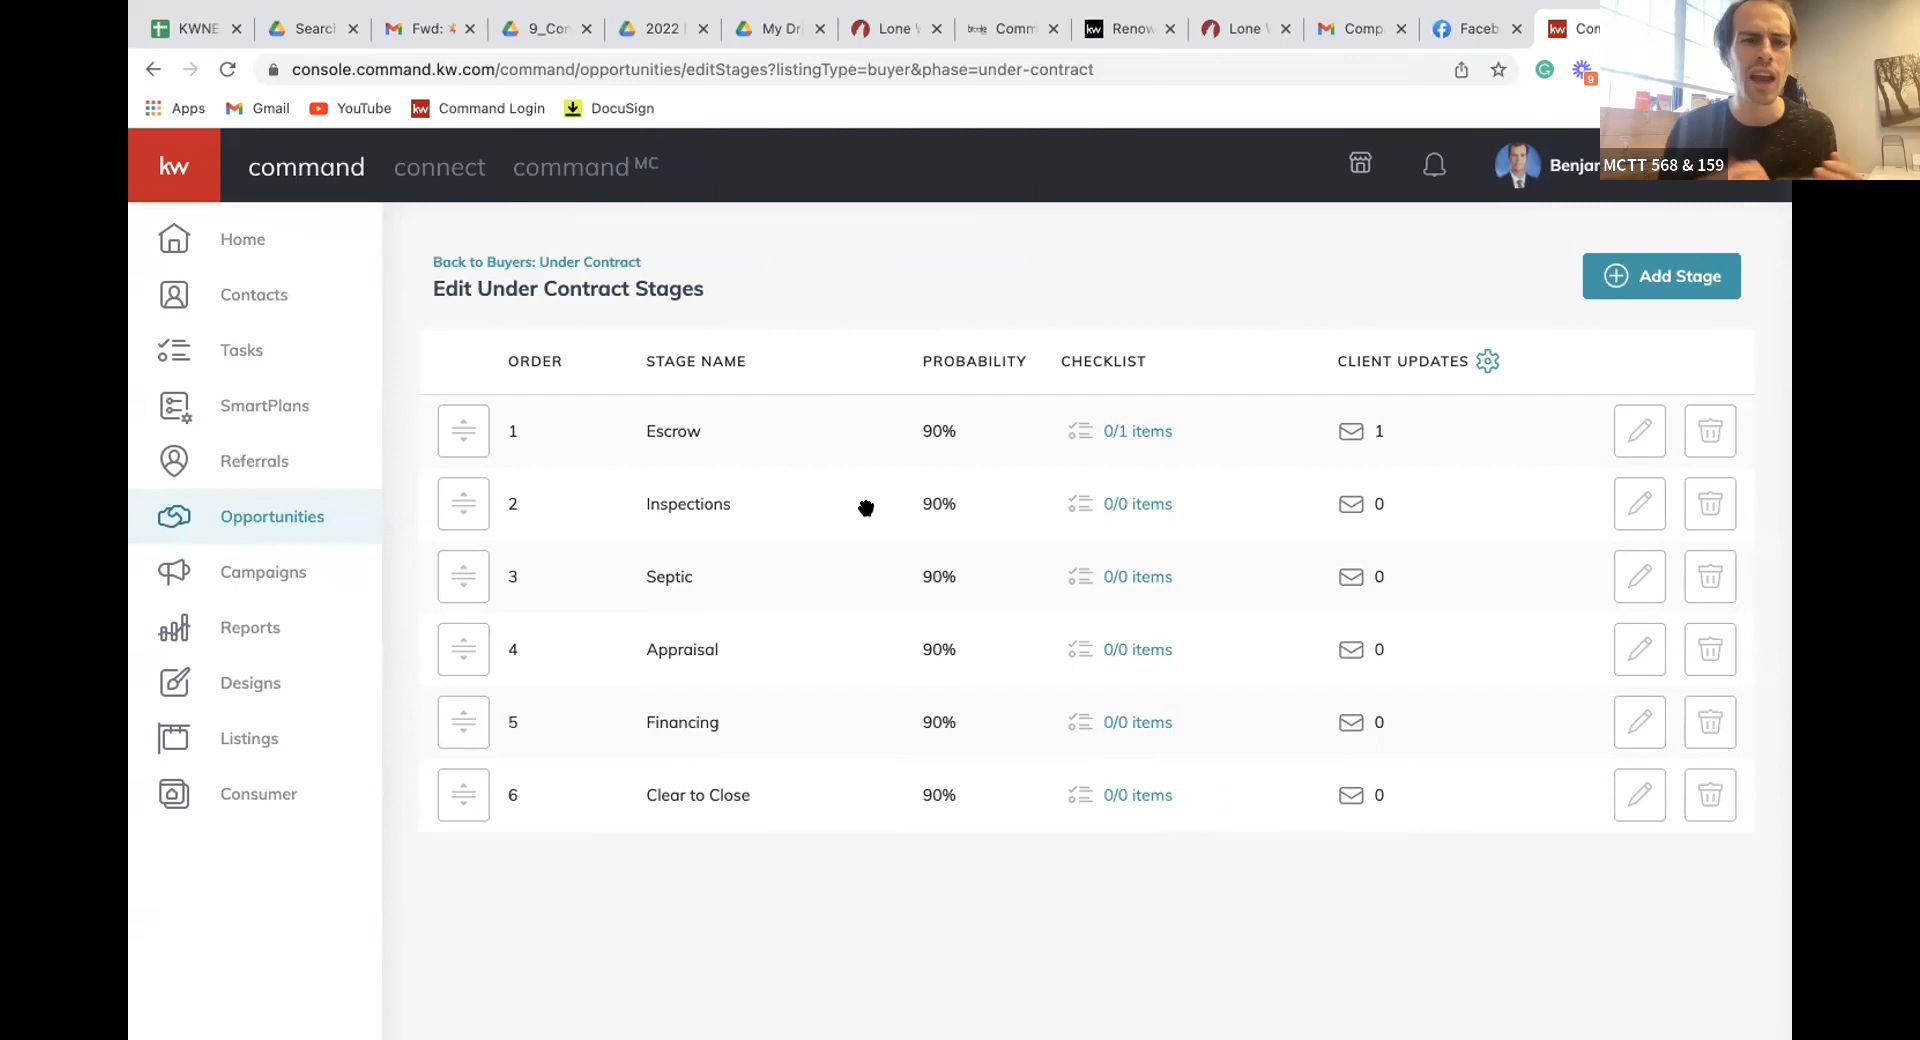 KWNE
Searc
Fwd:
9_Con
2022
My Dri
Lone
Comm
Renov
Lone
Comp
Faceb
Con
console.command.kw.com/command/opportunities/editStages?listingType=buyer&phase=under-contract
9
Apps
Gmail
YouTube
kw Command Login
DocuSign
kw
command connect command MC
Benjar
MCTT 568 & 159
Home
Contacts
Tasks
SmartPlans
Referrals
Opportunities
Campaigns
Reports
Designs
Listings
Consumer
Back to Buyers: Under Contract
Edit Under Contract Stages
Add Stage
ORDER STAGE NAME PROBABILITY CHECKLIST CLIENT UPDATES
1 Escrow 90% 0/1 items 1
2 Inspections 90% 0/0 items 0
3 Septic 90% 0/0 items 0
4 Appraisal 90% 0/0 items 0
5 Financing 90% 0/0 items 0
6 Clear to Close 90% 0/0 items 0